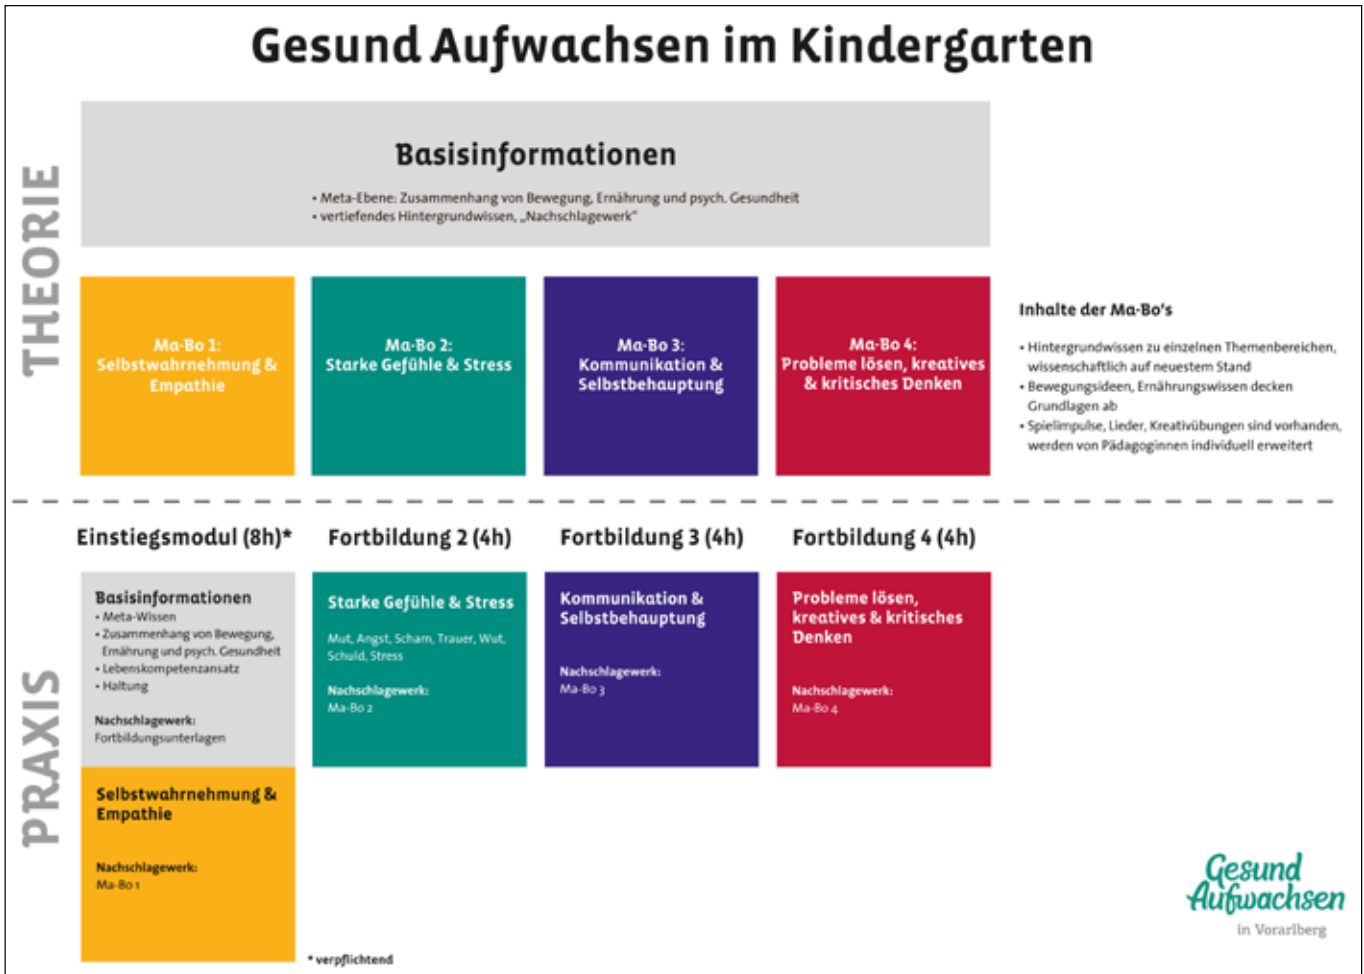 Gesund Aufwachsen im Kindergarten
THEORIE
Basisinformationen
• Meta-Ebene: Zusammenhang von Bewegung, Ernährung und psych. Gesundheit
• vertiefendes Hintergrundwissen, „Nachschlagewerk“
Ma-Bo 1:
Selbstwahrnehmung &
Empathie
Ma-Bo 2:
Starke Gefühle & Stress
Ma-Bo 3:
Kommunikation &
Selbstbehauptung
Ma-Bo 4:
Probleme lösen, kreatives
& kritisches Denken
Inhalte der Ma-Bo's
• Hintergrundwissen zu einzelnen Themenbereichen,
wissenschaftlich auf neuestem Stand
• Bewegungsideen, Ernährungswissen decken
Grundlagen ab
• Spielimpulse, Lieder, Kreativübungen sind vorhanden,
werden von Pädagoginnen individuell erweitert
PRAXIS
Einstiegsmodul (8h)*
Basisinformationen
• Meta-Wissen
• Zusammenhang von Bewegung,
Ernährung und psych. Gesundheit
• Lebenskompetenzansatz
• Haltung
Nachschlagewerk:
Fortbildungsunterlagen
Selbstwahrnehmung &
Empathie
Nachschlagewerk:
Ma-Bo 1
Fortbildung 2 (4h)
Starke Gefühle & Stress
Mut, Angst, Scham, Trauer, Wut,
Schuld, Stress
Nachschlagewerk:
Ma-Bo 2
Fortbildung 3 (4h)
Kommunikation &
Selbstbehauptung
Nachschlagewerk:
Ma-Bo 3
Fortbildung 4 (4h)
Probleme lösen,
kreatives & kritisches
Denken
Nachschlagewerk:
Ma-Bo 4
* verpflichtend
Gesund
Aufwachsen
in Vorarlberg